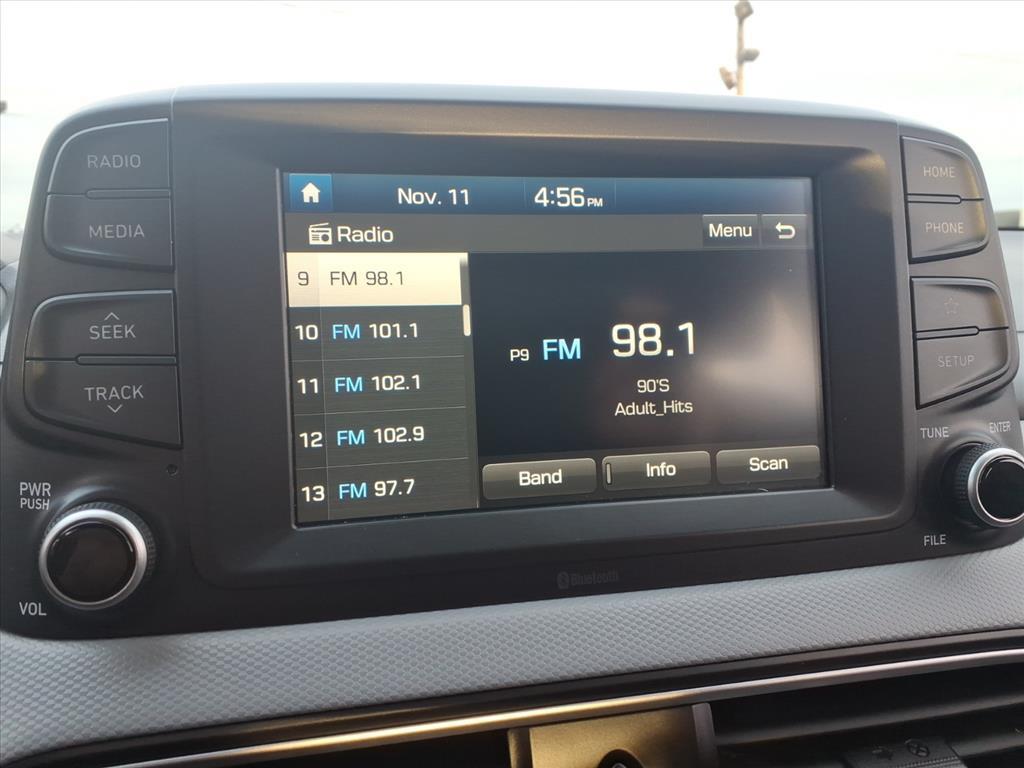 RADIO
MEDIA
SEEK
TRACK
PWR
PUSH
VOL
Nov. 11 4:56 PM
Radio Menu
9 FM 98.1
10 FM 101.1
11 FM 102.1
12 FM 102.9
13 FM 97.7
P9 FM 98.1
90'S
Adult_Hits
Band Info Scan
HOME
PHONE
SETUP
TUNE ENTER
FILE
Bluetooth